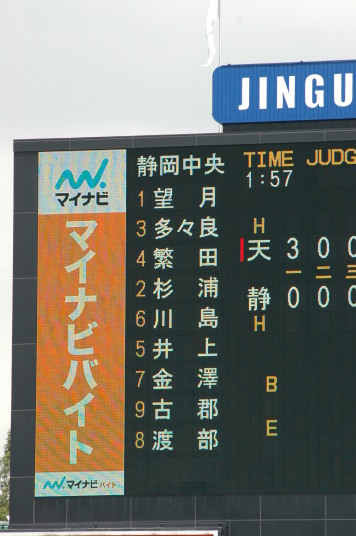 JINGU
マイナビ
マイナビバイト
マイナビ バイト
静岡中央
1 望 月
3 多々良
4 繁 田
2 杉 浦
6 川 島
5 井 上
7 金 澤
9 古 郡
8 渡 部
TIME JUDG
1:57
H
天 3 0 0
一 二 三
静 0 0 0
H
B
E